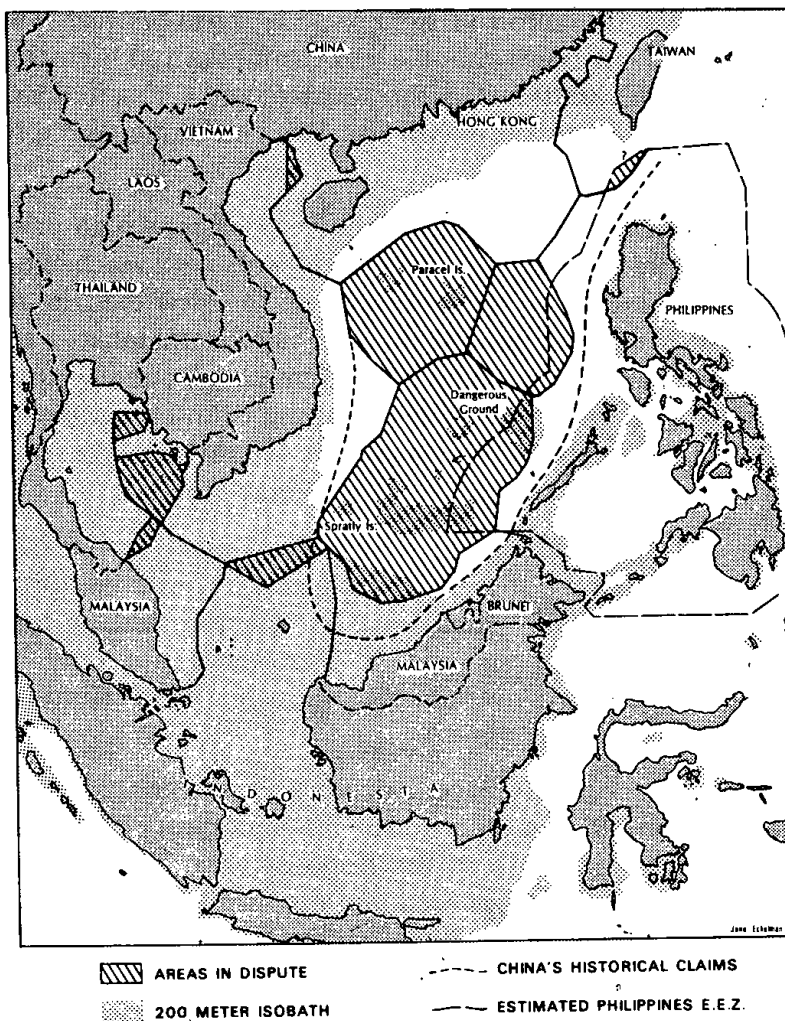 CHINA
TAIWAN
HONG KONG
VIETNAM
LAOS
?
Paracel Is.
THAILAND
PHILIPPINES
CAMBODIA
Dangerous
Ground
Spratly Is.
MALAYSIA
BRUNEI
MALAYSIA
INDONESIA
AREAS IN DISPUTE
CHINA'S HISTORICAL CLAIMS
200 METER ISOBATH
ESTIMATED PHILIPPINES E.E.Z.